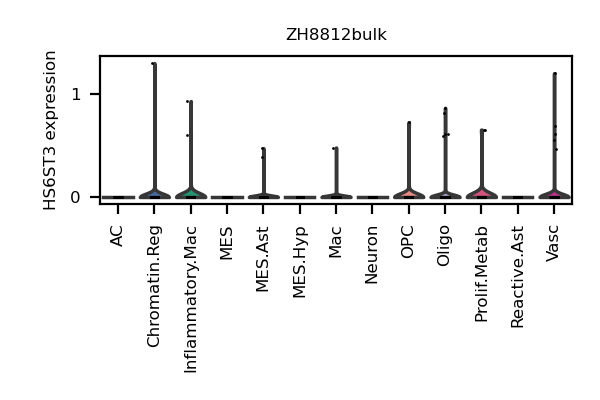 ZH8812bulk
HS6ST3 expression
1
0
AC
Chromatin.Reg
Inflammatory.Mac
MES
MES.Ast
MES.Hyp
Mac
Neuron
OPC
Oligo
Prolif.Metab
Reactive.Ast
Vasc